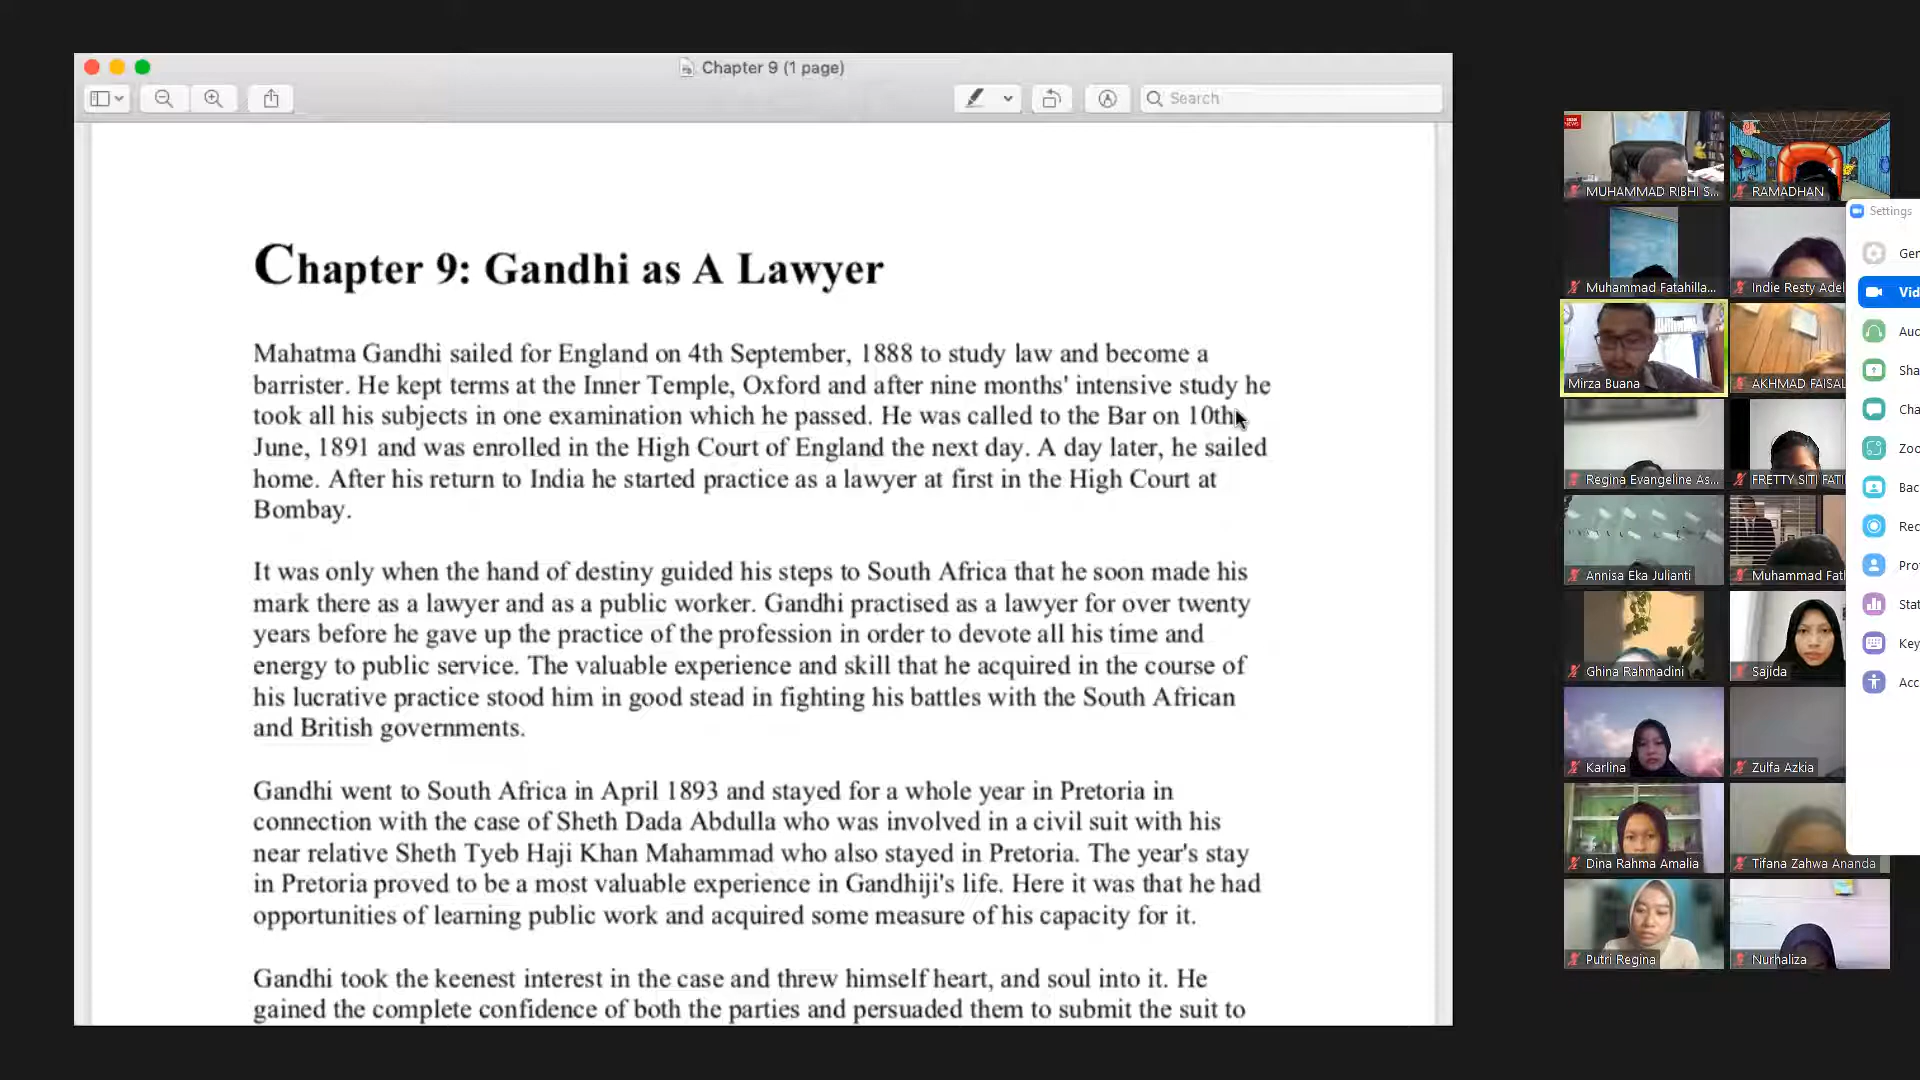 Chapter 9 (1 page)
Search
Chapter 9: Gandhi as A Lawyer
Mahatma Gandhi sailed for England on 4th September, 1888 to study law and become a
barrister. He kept terms at the Inner Temple, Oxford and after nine months' intensive study he
took all his subjects in one examination which he passed. He was called to the Bar on 10th
June, 1891 and was enrolled in the High Court of England the next day. A day later, he sailed
home. After his return to India he started practice as a lawyer at first in the High Court at
Bombay.
It was only when the hand of destiny guided his steps to South Africa that he soon made his
mark there as a lawyer and as a public worker. Gandhi practised as a lawyer for over twenty
years before he gave up the practice of the profession in order to devote all his time and
energy to public service. The valuable experience and skill that he acquired in the course of
his lucrative practice stood him in good stead in fighting his battles with the South African
and British governments.
Gandhi went to South Africa in April 1893 and stayed for a whole year in Pretoria in
connection with the case of Sheth Dada Abdulla who was involved in a civil suit with his
near relative Sheth Tyeb Haji Khan Mahammad who also stayed in Pretoria. The year's stay
in Pretoria proved to be a most valuable experience in Gandhiji's life. Here it was that he had
opportunities of learning public work and acquired some measure of his capacity for it.
Gandhi took the keenest interest in the case and threw himself heart, and soul into it. He
gained the complete confidence of both the parties and persuaded them to submit the suit to
BBC NEWS
MUHAMMAD RIBHI S...
RAMADHAN
Muhammad Fatahilla...
Indie Resty Adel
Mirza Buana
AKHMAD FAISAL
Regina Evangeline As...
FRETTY SITI FATI
Annisa Eka Julianti
Muhammad Fat
Ghina Rahmadini
Sajida
Karlina
Zulfa Azkia
Dina Rahma Amalia
Tifana Zahwa Ananda
Putri Regina
Nurhaliza
Settings
Ger
Vid
Aud
Sha
Cha
Zoo
Bac
Rec
Pro
Stat
Key
Acc